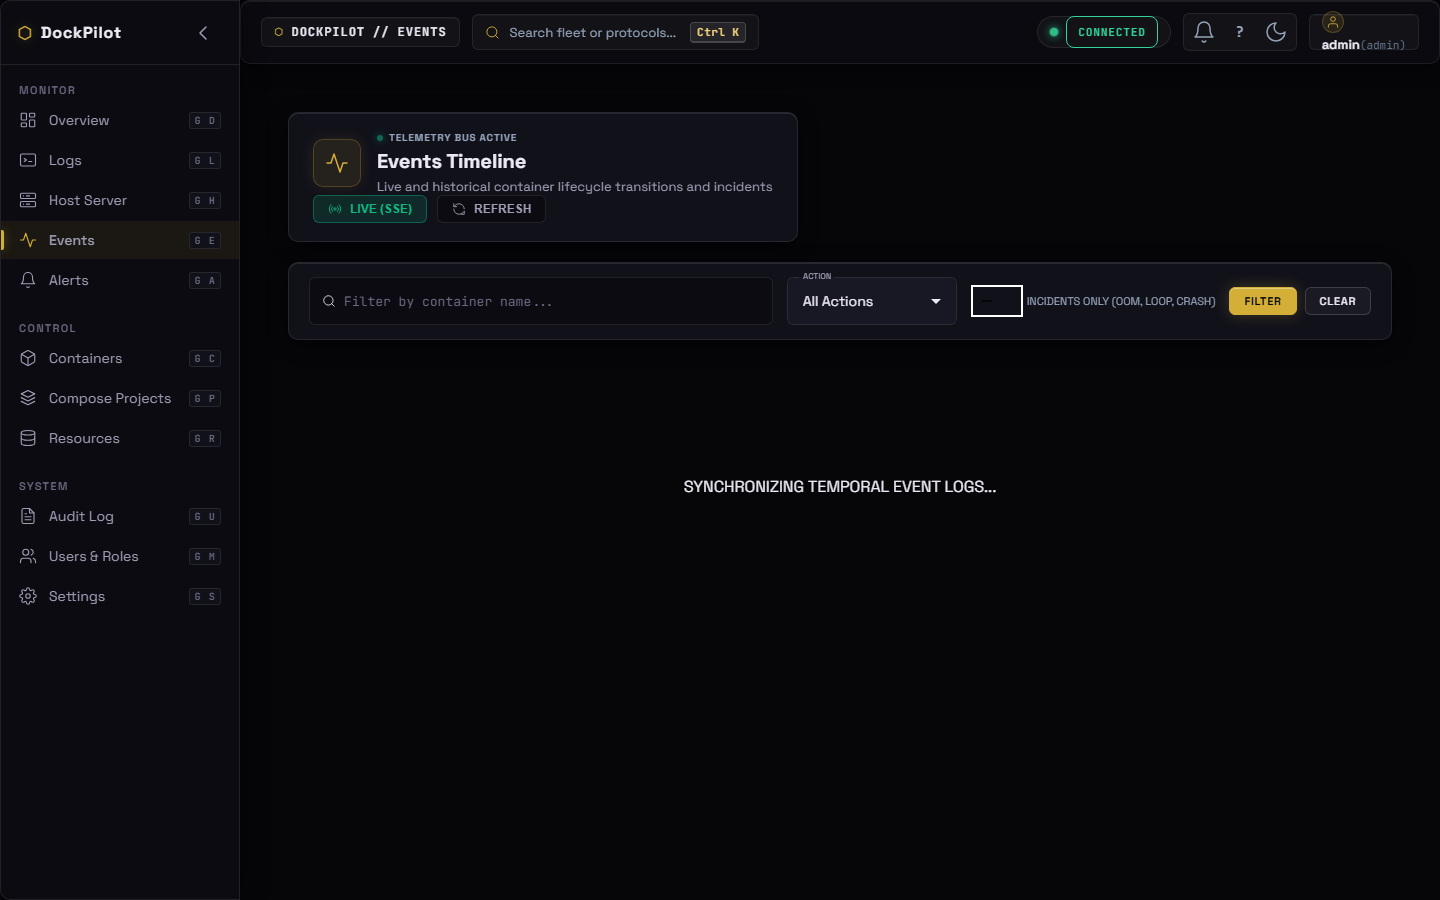 DockPilot
MONITOR
Overview G D
Logs G L
Host Server G H
Events G E
Alerts G A
CONTROL
Containers G C
Compose Projects G P
Resources G R
SYSTEM
Audit Log G U
Users & Roles G M
Settings G S
DOCKPILOT // EVENTS
Search fleet or protocols... Ctrl K
CONNECTED
?
admin(admin)
TELEMETRY BUS ACTIVE
Events Timeline
Live and historical container lifecycle transitions and incidents
LIVE (SSE) REFRESH
Filter by container name...
ACTION
All Actions
INCIDENTS ONLY (OOM, LOOP, CRASH)
FILTER CLEAR
SYNCHRONIZING TEMPORAL EVENT LOGS...